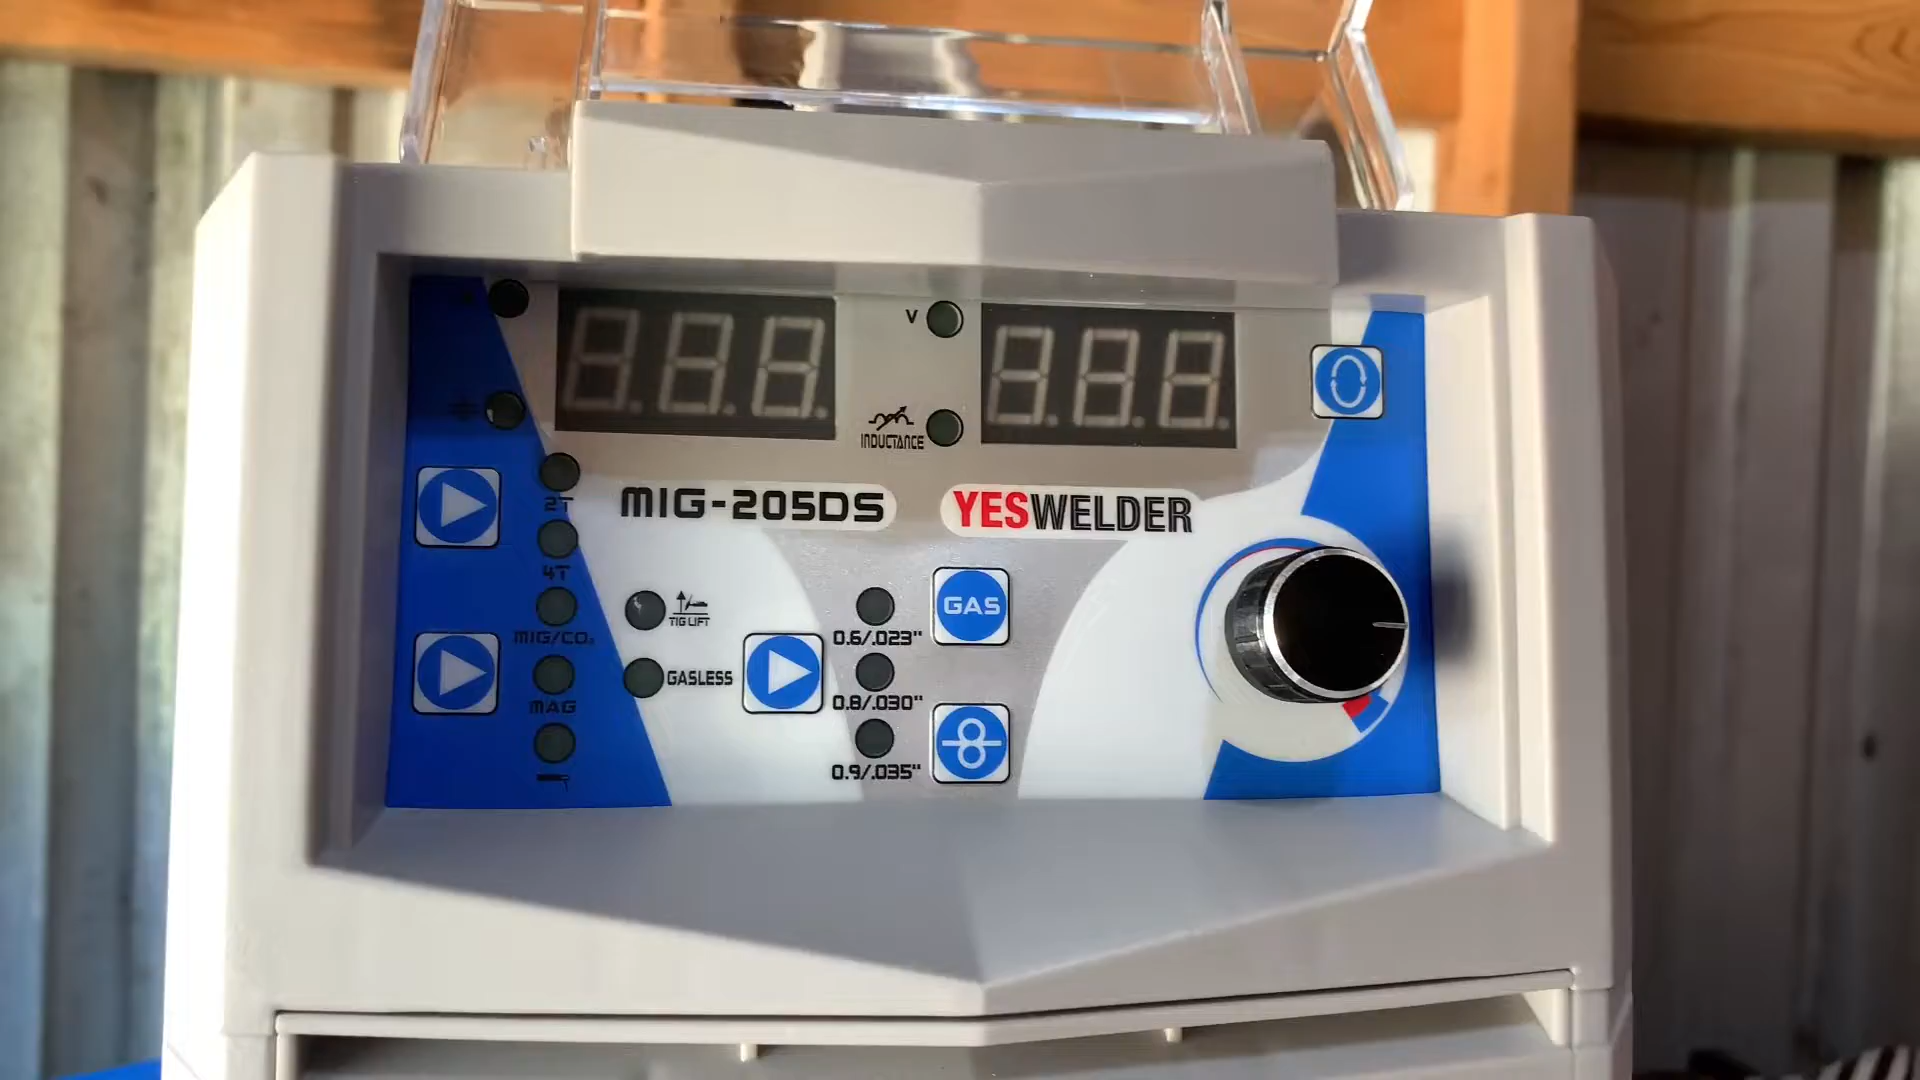 V
INDUCTANCE
MIG-205DS
YESWELDER
2T
4T
TIG LIFT
GAS
MIG/CO₂
0.6/.023"
GASLESS
MAG
0.8/.030"
0.9/.035"